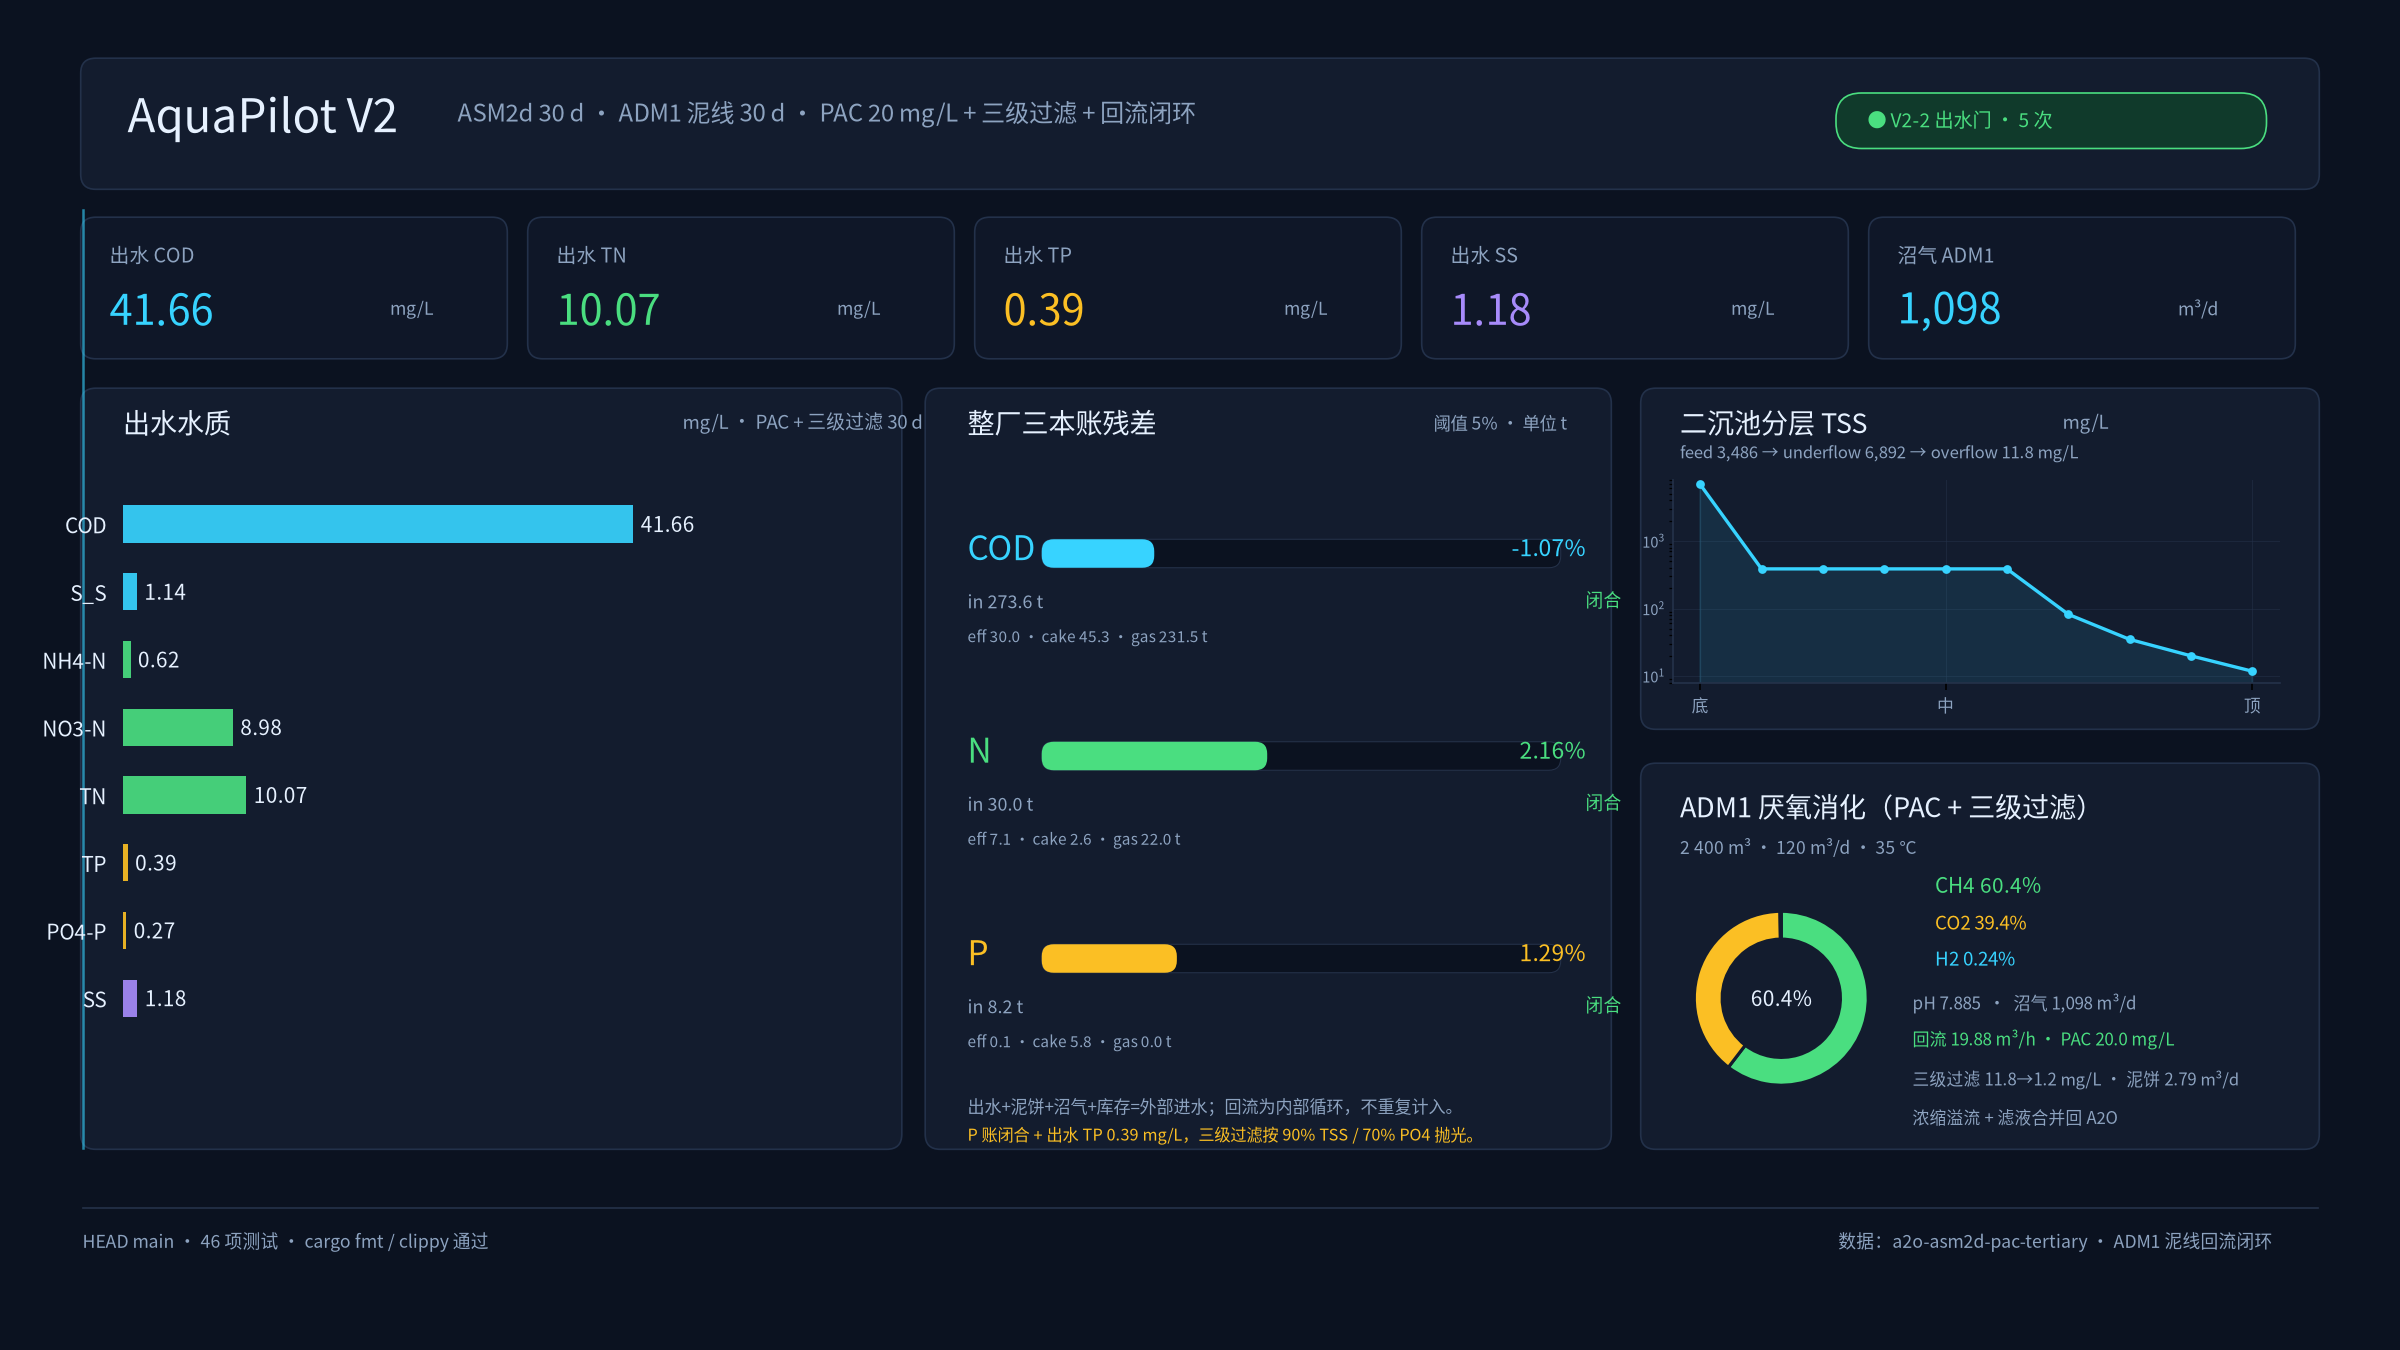 AquaPilot V2
ASM2d 30 d · ADM1 泥线 30 d · PAC 20 mg/L + 三级过滤 + 回流闭环
V2-2 出水门 · 5 次
出水 COD
41.66 mg/L
出水 TN
10.07 mg/L
出水 TP
0.39 mg/L
出水 SS
1.18 mg/L
沼气 ADM1
1,098 m³/d
出水水质
mg/L · PAC + 三级过滤 30 d
COD 41.66
S_S 1.14
NH4-N 0.62
NO3-N 8.98
TN 10.07
TP 0.39
PO4-P 0.27
SS 1.18
整厂三本账残差
阈值 5% · 单位 t
COD -1.07%
in 273.6 t 闭合
eff 30.0 · cake 45.3 · gas 231.5 t
N 2.16%
in 30.0 t 闭合
eff 7.1 · cake 2.6 · gas 22.0 t
P 1.29%
in 8.2 t 闭合
eff 0.1 · cake 5.8 · gas 0.0 t
出水+泥饼+沼气+库存=外部进水；回流为内部循环，不重复计入。
P 账闭合 + 出水 TP 0.39 mg/L，三级过滤按 90% TSS / 70% PO4 抛光。
二沉池分层 TSS mg/L
feed 3,486 → underflow 6,892 → overflow 11.8 mg/L
10³
10²
10¹
底 中 顶
ADM1 厌氧消化（PAC + 三级过滤）
2 400 m³ · 120 m³/d · 35 °C
60.4%
CH4 60.4%
CO2 39.4%
H2 0.24%
pH 7.885 · 沼气 1,098 m³/d
回流 19.88 m³/h · PAC 20.0 mg/L
三级过滤 11.8→1.2 mg/L · 泥饼 2.79 m³/d
浓缩溢流 + 滤液合并回 A2O
HEAD main · 46 项测试 · cargo fmt / clippy 通过
数据：a2o-asm2d-pac-tertiary · ADM1 泥线回流闭环